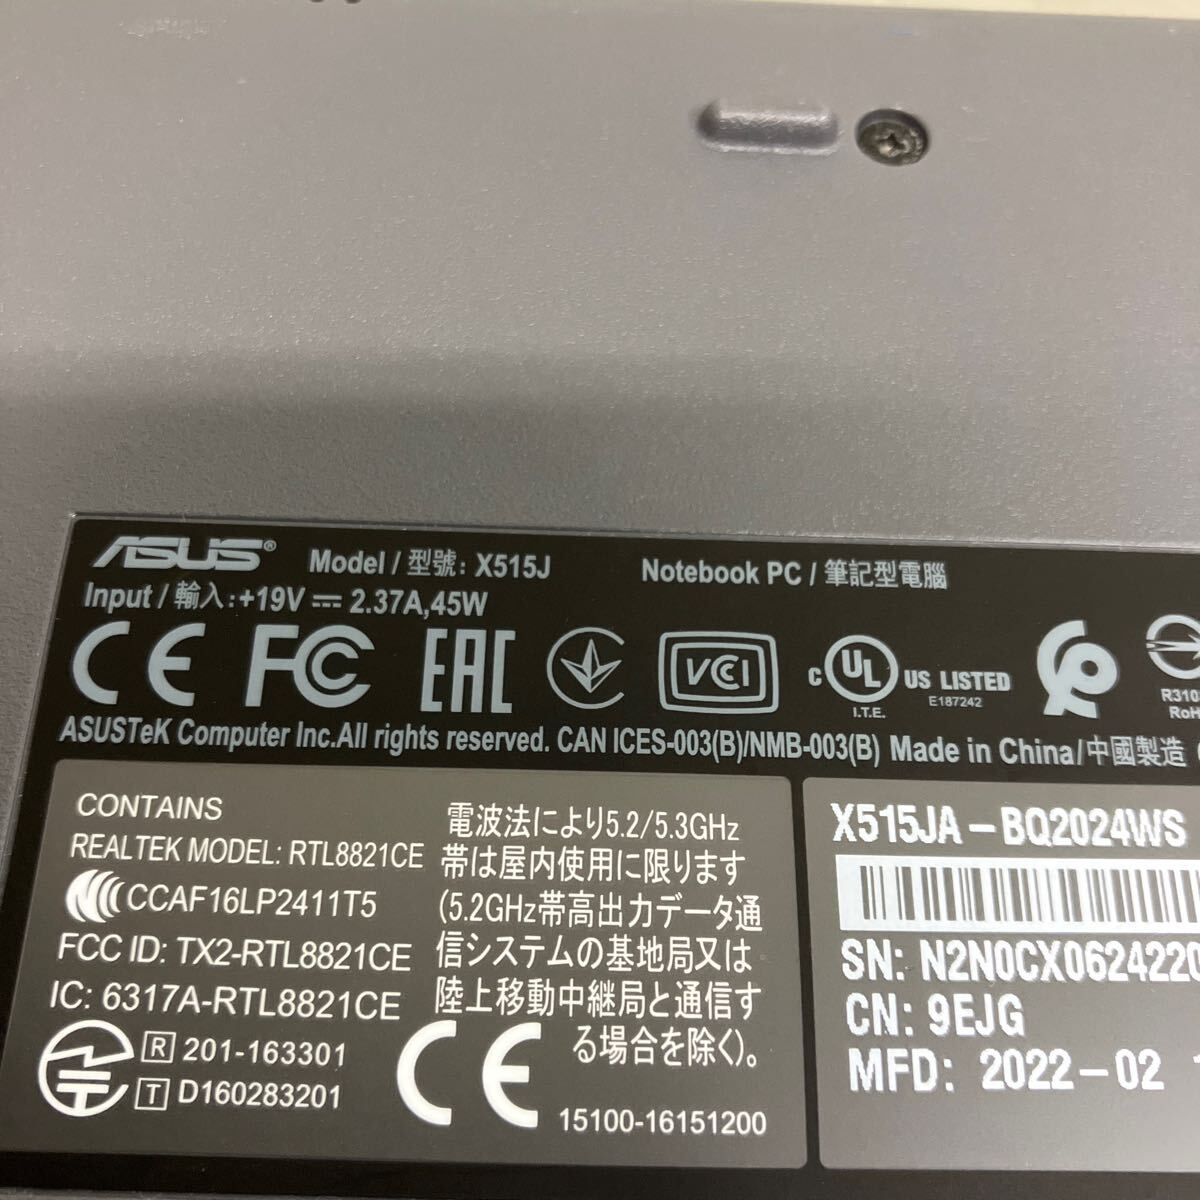 ASUS® Model / 型號: X515J Notebook PC / 筆記型電腦
Input / 輸入:+19V ⎓ 2.37A,45W
CE FCC EAC VCCI c UL US LISTED
I.T.E. E187242
ASUSTeK Computer Inc.All rights reserved. CAN ICES-003(B)/NMB-003(B) Made in China/中國製造
CONTAINS
REALTEK MODEL: RTL8821CE
CCAF16LP2411T5
FCC ID: TX2-RTL8821CE
IC: 6317A-RTL8821CE
R 201-163301
T D160283201
電波法により5.2/5.3GHz
帯は屋内使用に限ります
(5.2GHz帯高出力データ通
信システムの基地局又は
陸上移動中継局と通信す
る場合を除く)。
CE 15100-16151200
X515JA-BQ2024WS
SN: N2N0CX0624220
CN: 9EJG
MFD: 2022-02